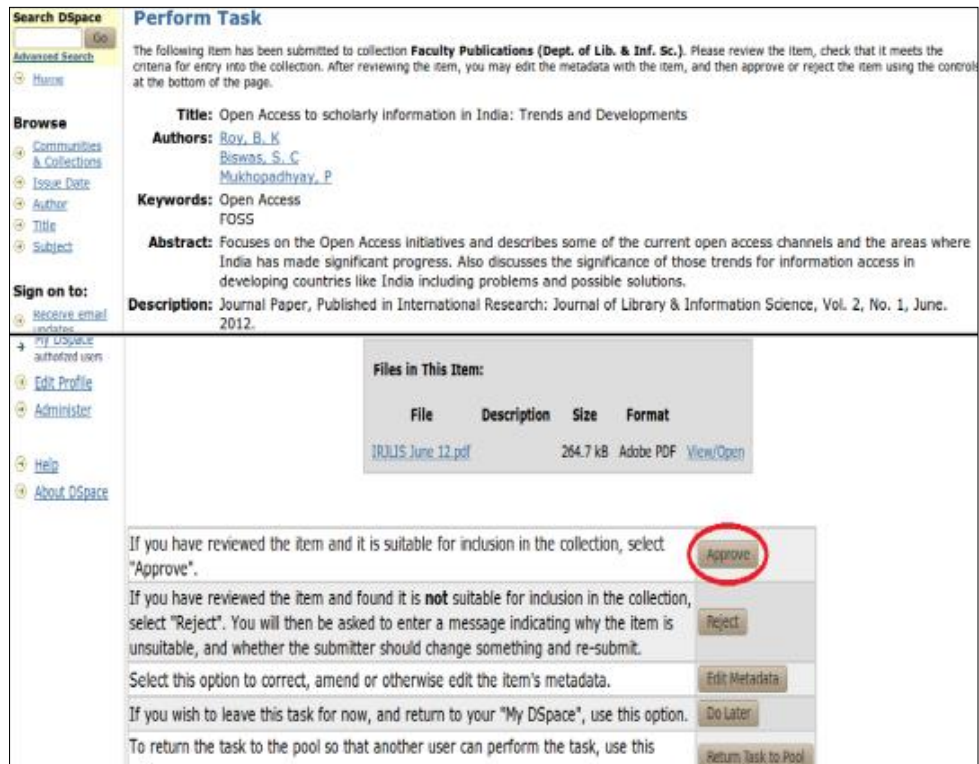 Search DSpace
Go
Advanced Search
Home
Browse
Communities
& Collections
Issue Date
Author
Title
Subject
Sign on to:
Receive email
updates
Perform Task
The following item has been submitted to collection Faculty Publications (Dept. of Lib. & Inf. Sc.). Please review the item, check that it meets the
criteria for entry into the collection. After reviewing the item, you may edit the metadata with the item, and then approve or reject the item using the controls
at the bottom of the page.
Title: Open Access to scholarly information in India: Trends and Developments
Authors: Roy, B. K
Biswas, S. C
Mukhopadhyay, P
Keywords: Open Access
FOSS
Abstract: Focuses on the Open Access initiatives and describes some of the current open access channels and the areas where
India has made significant progress. Also discusses the significance of those trends for information access in
developing countries like India including problems and possible solutions.
Description: Journal Paper, Published in International Research: Journal of Library & Information Science, Vol. 2, No. 1, June.
2012.
My DSpace
authorized users
Edit Profile
Administer
Help
About DSpace
Files in This Item:
File Description Size Format
IRJLIS June 12.pdf 264.7 kB Adobe PDF View/Open
If you have reviewed the item and it is suitable for inclusion in the collection, select
"Approve".
Approve
If you have reviewed the item and found it is not suitable for inclusion in the collection,
select "Reject". You will then be asked to enter a message indicating why the item is
unsuitable, and whether the submitter should change something and re-submit.
Reject
Select this option to correct, amend or otherwise edit the item's metadata.
Edit Metadata
If you wish to leave this task for now, and return to your "My DSpace", use this option.
Do Later
To return the task to the pool so that another user can perform the task, use this
Return Task to Pool